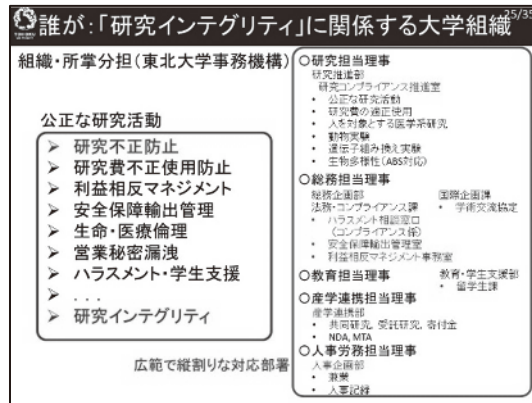 誰が：「研究インテグリティ」に関係する大学組織
25/35
組織・所掌分担（東北大学事務機構）
公正な研究活動
➢ 研究不正防止
➢ 研究費不正使用防止
➢ 利益相反マネジメント
➢ 安全保障輸出管理
➢ 生命・医療倫理
➢ 営業秘密漏洩
➢ ハラスメント・学生支援
➢ ...
➢ 研究インテグリティ
広範で縦割りな対応部署
〇研究担当理事
研究推進部
研究コンプライアンス推進室
• 公正な研究活動
• 研究費の適正使用
• 人を対象とする医学系研究
• 動物実験
• 遺伝子組み換え実験
• 生物多様性（ABS対応）
〇総務担当理事
総務企画部
法務・コンプライアンス課
• ハラスメント相談窓口
（コンプライアンス係）
• 安全保障輸出管理室
• 利益相反マネジメント事務室
国際企画課
• 学術交流協定
〇教育担当理事
教育・学生支援部
• 留学生課
〇産学連携担当理事
産学連携部
• 共同研究，受託研究，寄付金
• NDA, MTA
〇人事労務担当理事
人事企画部
• 兼業
• 人事記録